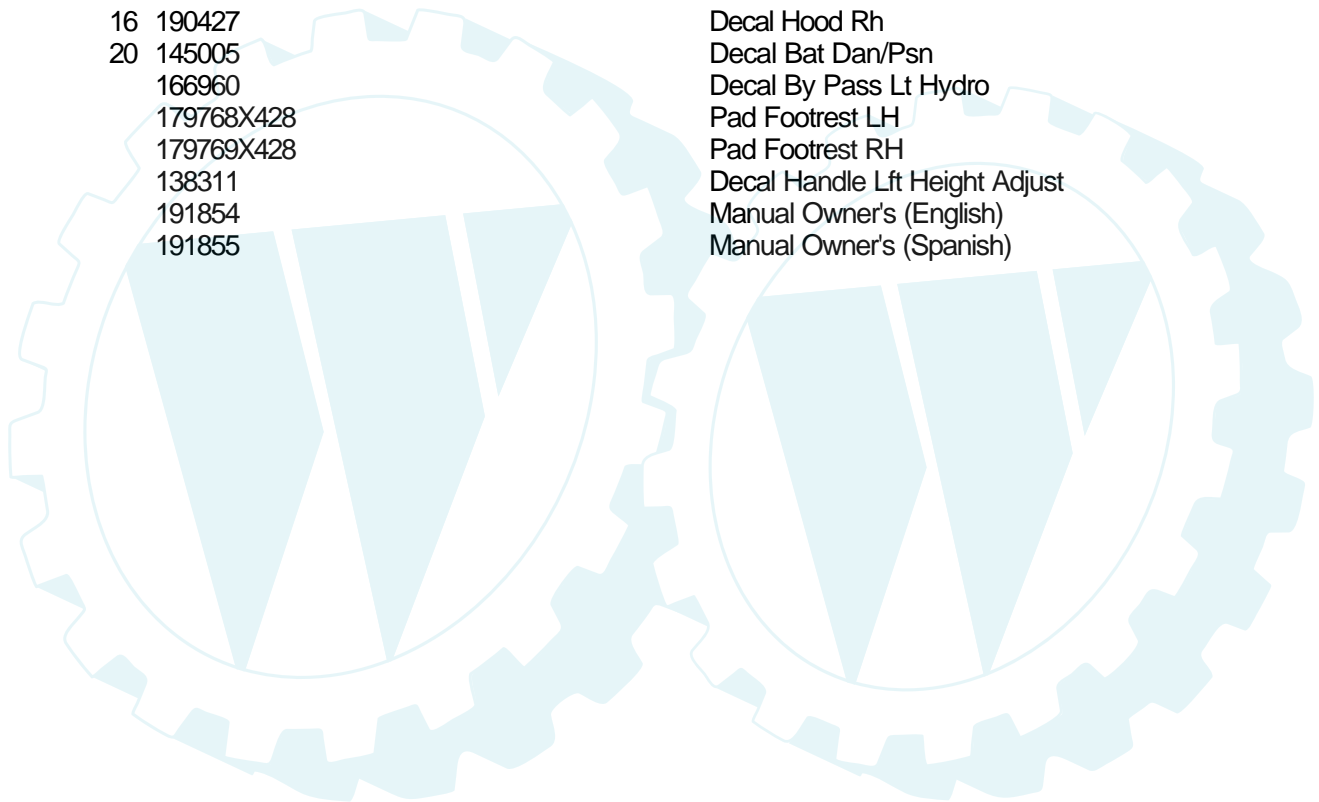 16 190427 Decal Hood Rh
20 145005 Decal Bat Dan/Psn
166960 Decal By Pass Lt Hydro
179768X428 Pad Footrest LH
179769X428 Pad Footrest RH
138311 Decal Handle Lft Height Adjust
191854 Manual Owner's (English)
191855 Manual Owner's (Spanish)